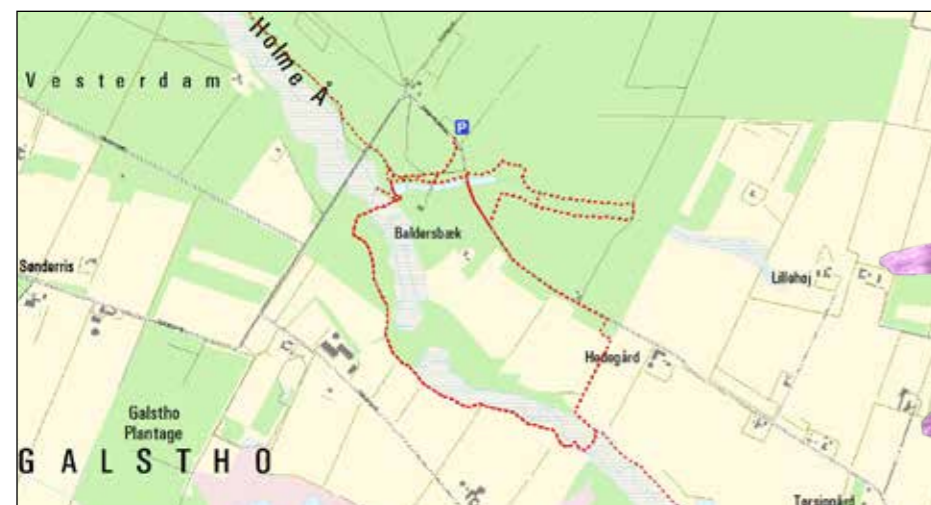 Holme Å
Vesterdam
P
Baldersbæk
Sønderris
Lillehøj
Hedegård
Galstho
Plantage
GALSTHO